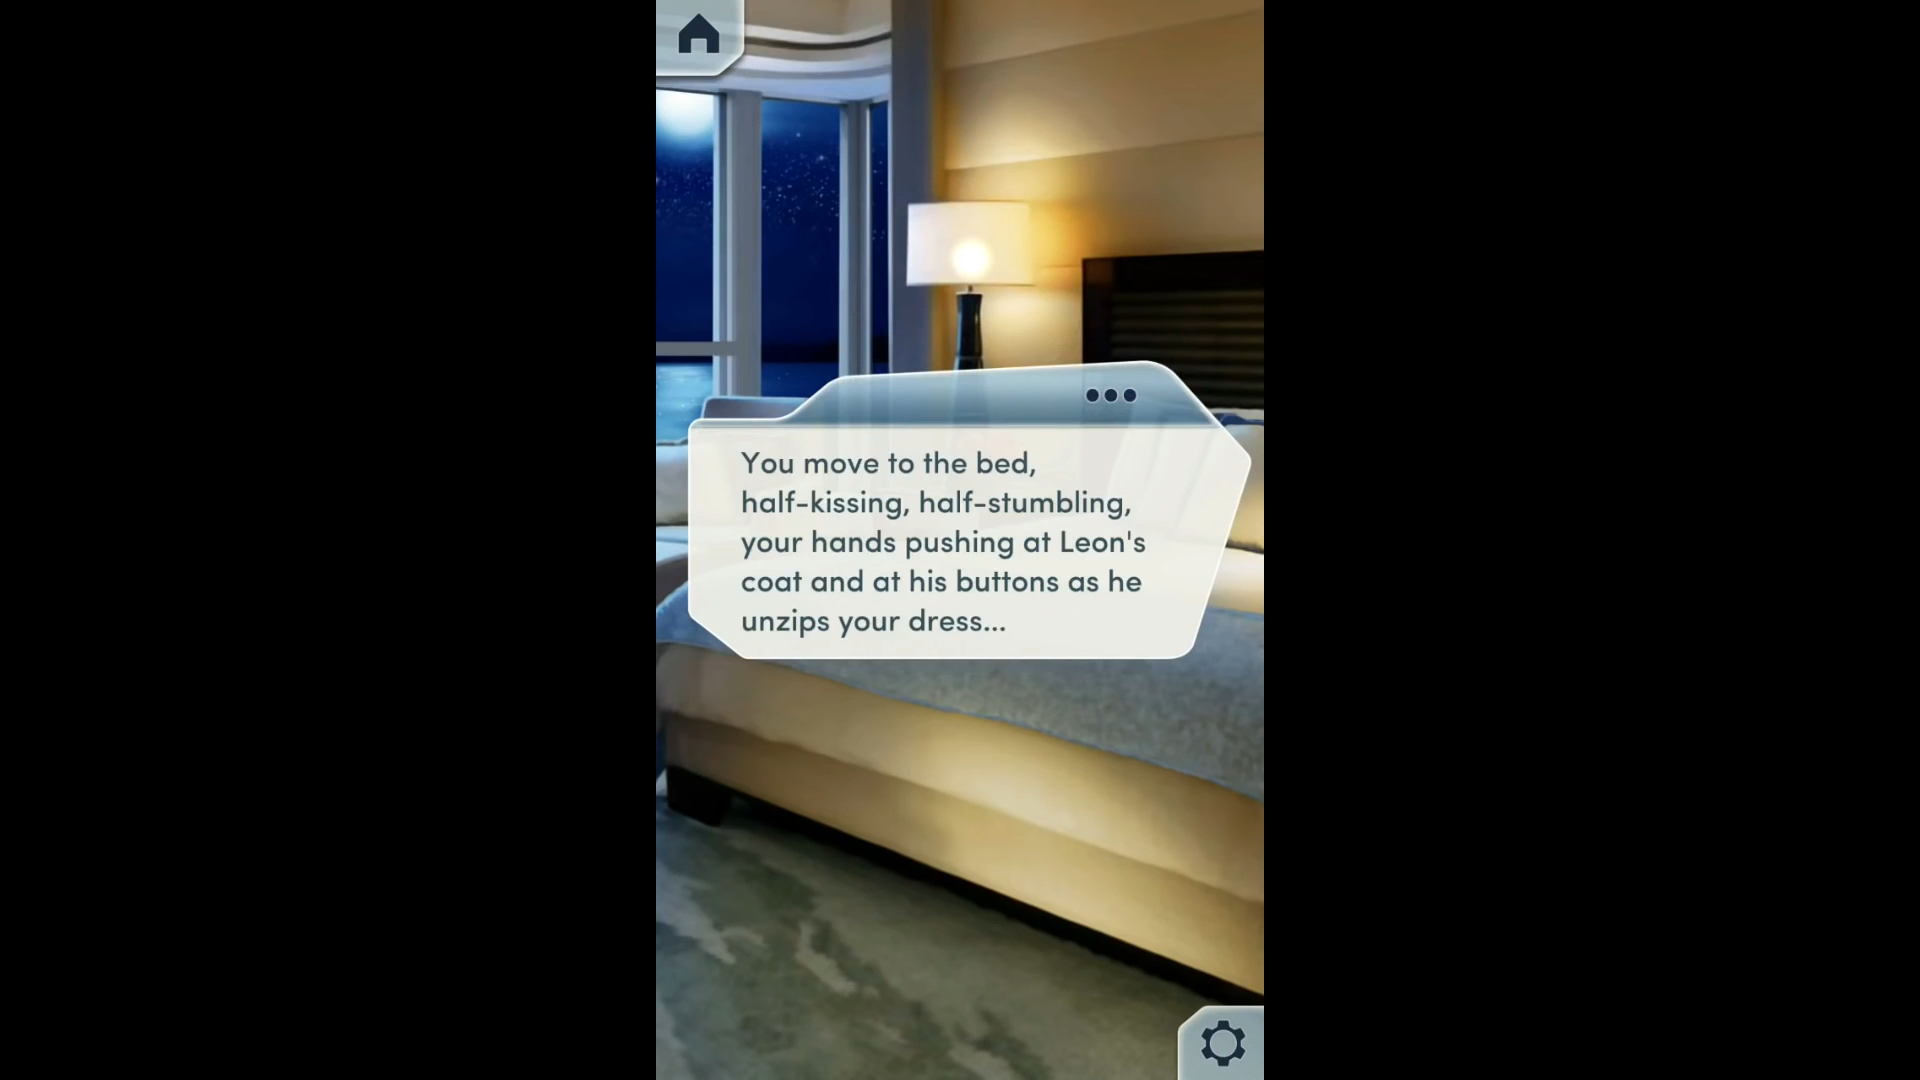 You move to the bed,
half-kissing, half-stumbling,
your hands pushing at Leon's
coat and at his buttons as he
unzips your dress...